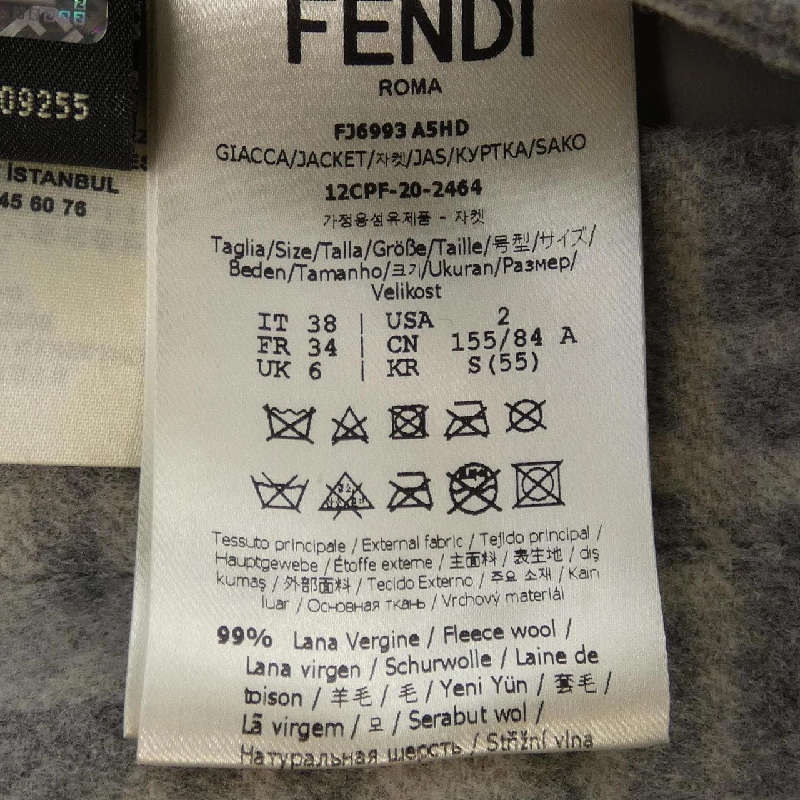 09255
İSTANBUL
45 60 76
FENDI
ROMA
FJ6993 A5HD
GIACCA/JACKET/자켓/JAS/КУРТКА/SAKO
12CPF-20-2464
가정용섬유제품 - 자켓
Taglia/Size/Talla/Größe/Taille/号型/サイズ/
Beden/Tamanho/크기/Ukuran/Размер/
Velikost
IT 38 | USA 2
FR 34 | CN 155/84 A
UK 6 | KR S(55)
Tessuto principale / External fabric / Tejido principal /
Hauptgewebe / Étoffe externe / 主面料 / 表生地 / dış
kumaş / 外部面料 / Tecido Externo / 주요 소재 / Kain
luar / Основная ткань / Vrchový materiál
99% Lana Vergine / Fleece wool /
Lana virgen / Schurwolle / Laine de
toison / 羊毛 / 毛 / Yeni Yün / 套毛 /
Lã virgem / 모 / Serabut wol /
Натуральная шерсть / Střižní vlna